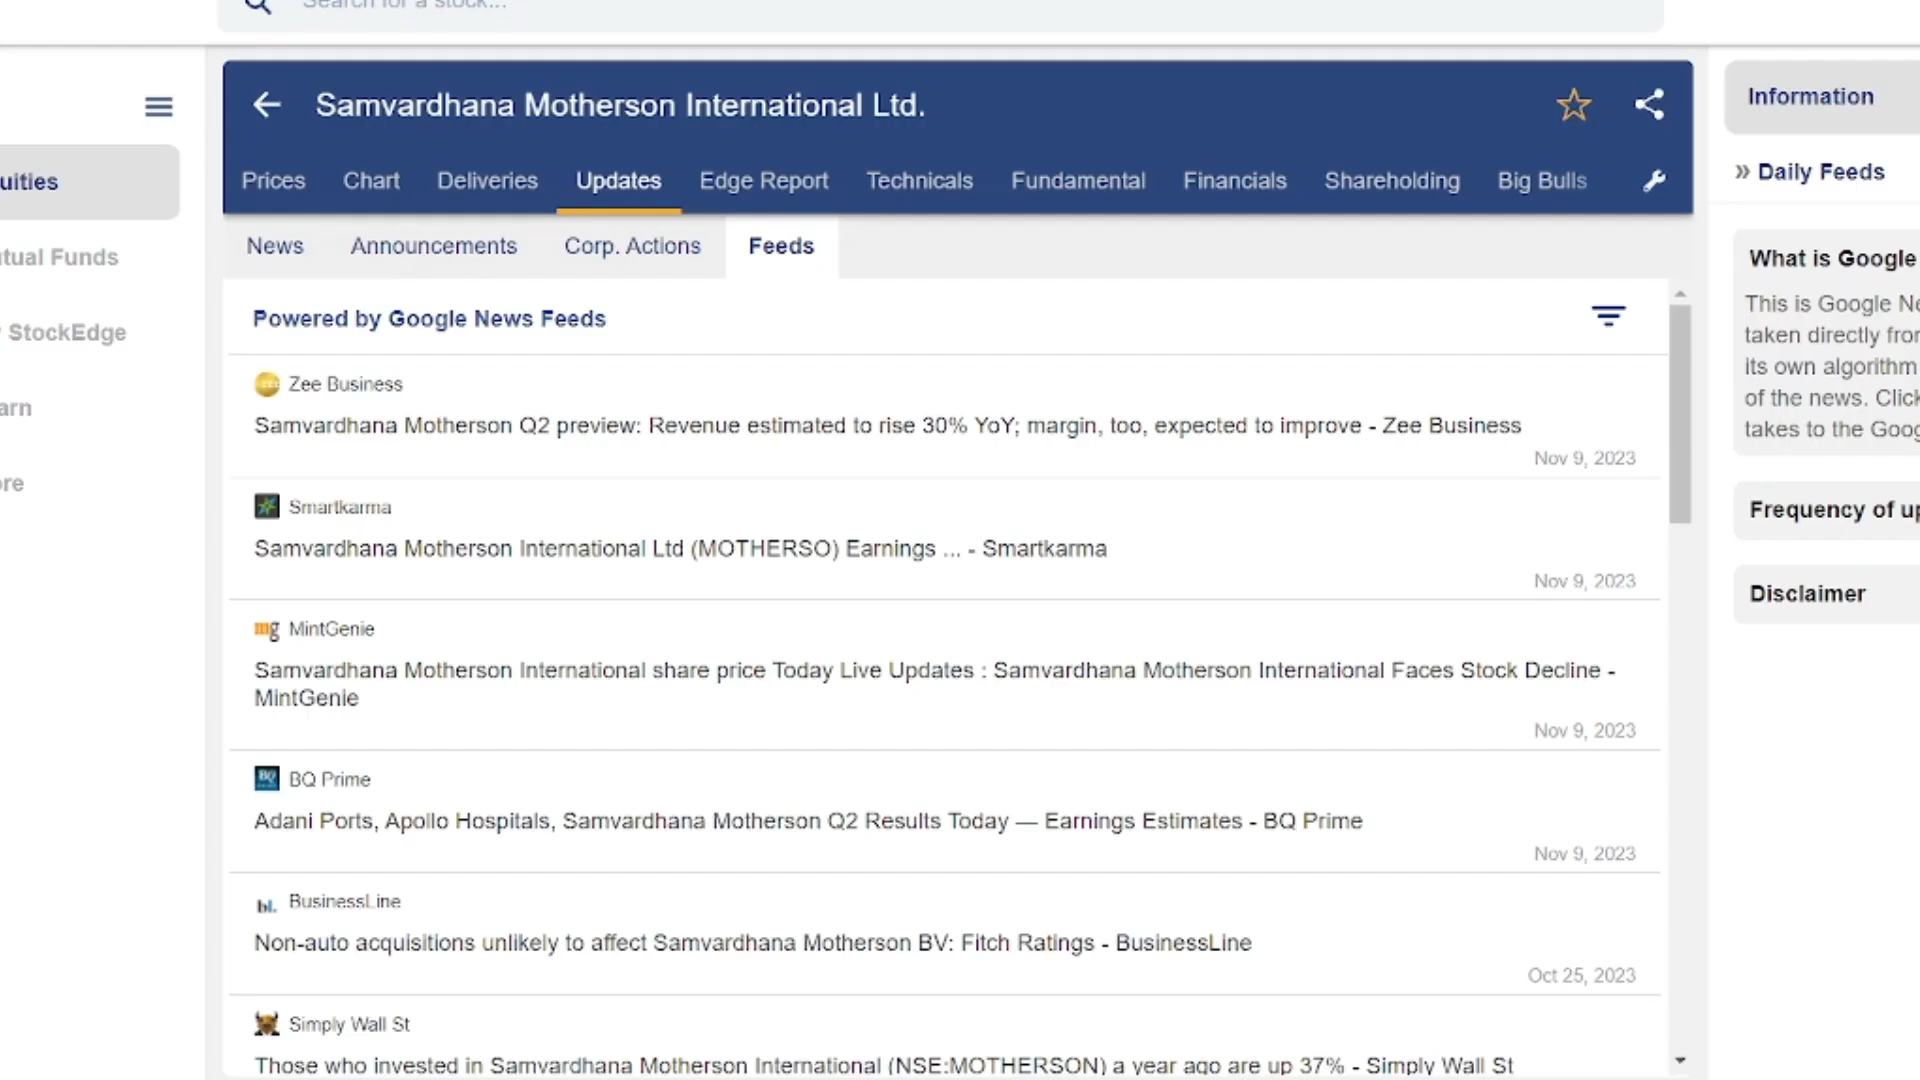 Search for a stock...
Samvardhana Motherson International Ltd.
Prices Chart Deliveries Updates Edge Report Technicals Fundamental Financials Shareholding Big Bulls
News Announcements Corp. Actions Feeds
Powered by Google News Feeds
Zee Business
Samvardhana Motherson Q2 preview: Revenue estimated to rise 30% YoY; margin, too, expected to improve - Zee Business
Nov 9, 2023
Smartkarma
Samvardhana Motherson International Ltd (MOTHERSO) Earnings ... - Smartkarma
Nov 9, 2023
mg MintGenie
Samvardhana Motherson International share price Today Live Updates : Samvardhana Motherson International Faces Stock Decline -
MintGenie
Nov 9, 2023
BQ BQ Prime
Adani Ports, Apollo Hospitals, Samvardhana Motherson Q2 Results Today — Earnings Estimates - BQ Prime
Nov 9, 2023
bl. BusinessLine
Non-auto acquisitions unlikely to affect Samvardhana Motherson BV: Fitch Ratings - BusinessLine
Oct 25, 2023
Simply Wall St
Those who invested in Samvardhana Motherson International (NSE:MOTHERSON) a year ago are up 37% - Simply Wall St
uities
tual Funds
StockEdge
arn
ore
Information
» Daily Feeds
What is Google
This is Google Ne
taken directly fror
its own algorithm
of the news. Click
takes to the Goog
Frequency of up
Disclaimer